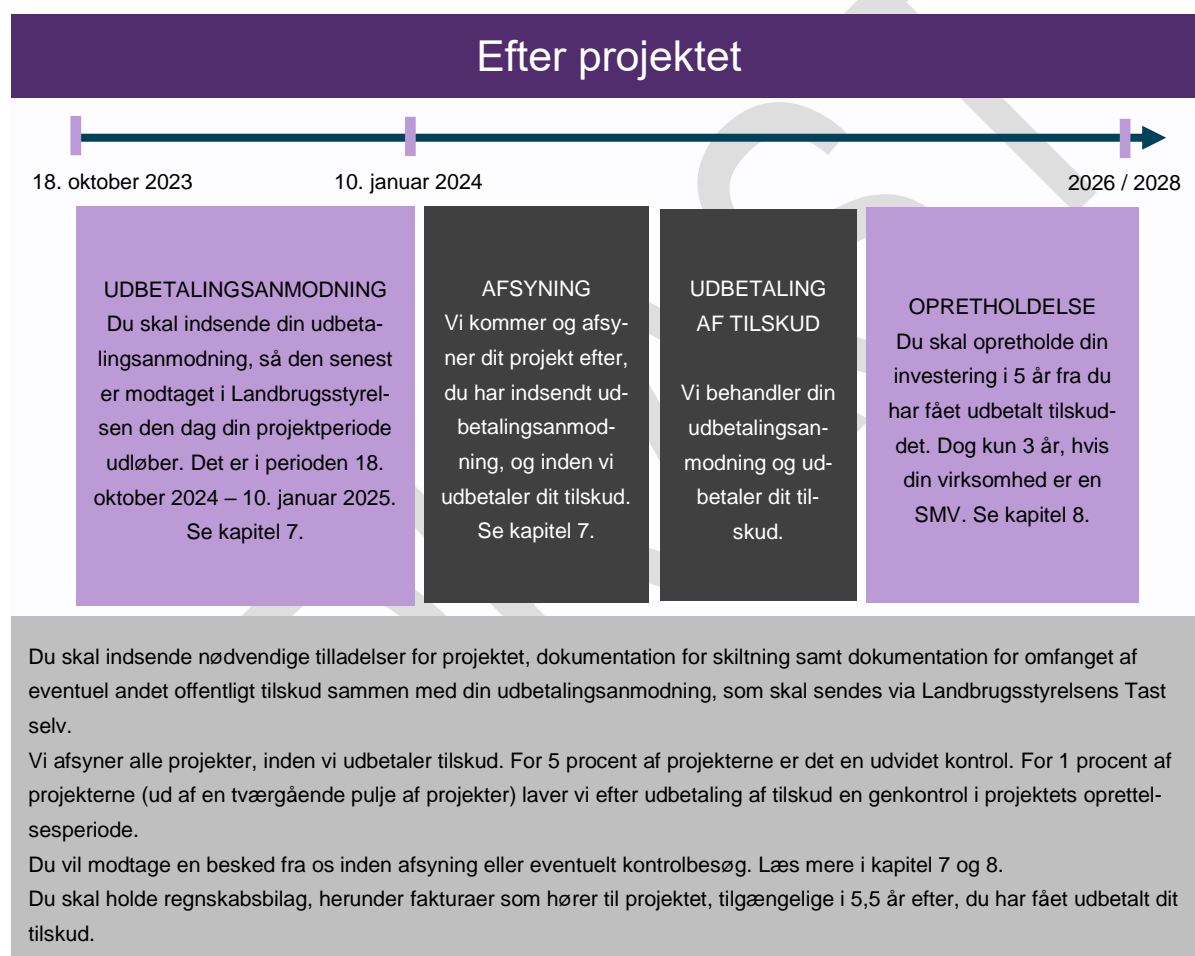 Efter projektet
18. oktober 2023
10. januar 2024
2026 / 2028
UDBETALINGSANMODNING
Du skal indsende din udbeta-
lingsanmodning, så den senest
er modtaget i Landbrugsstyrel-
sen den dag din projektperiode
udløber. Det er i perioden 18.
oktober 2024 – 10. januar 2025.
Se kapitel 7.
AFSYNING
Vi kommer og afsy-
ner dit projekt efter,
du har indsendt ud-
betalingsanmod-
ning, og inden vi
udbetaler dit tilskud.
Se kapitel 7.
UDBETALING
AF TILSKUD
Vi behandler din
udbetalingsan-
modning og ud-
betaler dit til-
skud.
OPRETHOLDELSE
Du skal opretholde din
investering i 5 år fra du
har fået udbetalt tilskud-
det. Dog kun 3 år, hvis
din virksomhed er en
SMV. Se kapitel 8.
Du skal indsende nødvendige tilladelser for projektet, dokumentation for skiltning samt dokumentation for omfanget af
eventuel andet offentligt tilskud sammen med din udbetalingsanmodning, som skal sendes via Landbrugsstyrelsens Tast
selv.
Vi afsyner alle projekter, inden vi udbetaler tilskud. For 5 procent af projekterne er det en udvidet kontrol. For 1 procent af
projekterne (ud af en tværgående pulje af projekter) laver vi efter udbetaling af tilskud en genkontrol i projektets oprettel-
sesperiode.
Du vil modtage en besked fra os inden afsyning eller eventuelt kontrolbesøg. Læs mere i kapitel 7 og 8.
Du skal holde regnskabsbilag, herunder fakturaer som hører til projektet, tilgængelige i 5,5 år efter, du har fået udbetalt dit
tilskud.